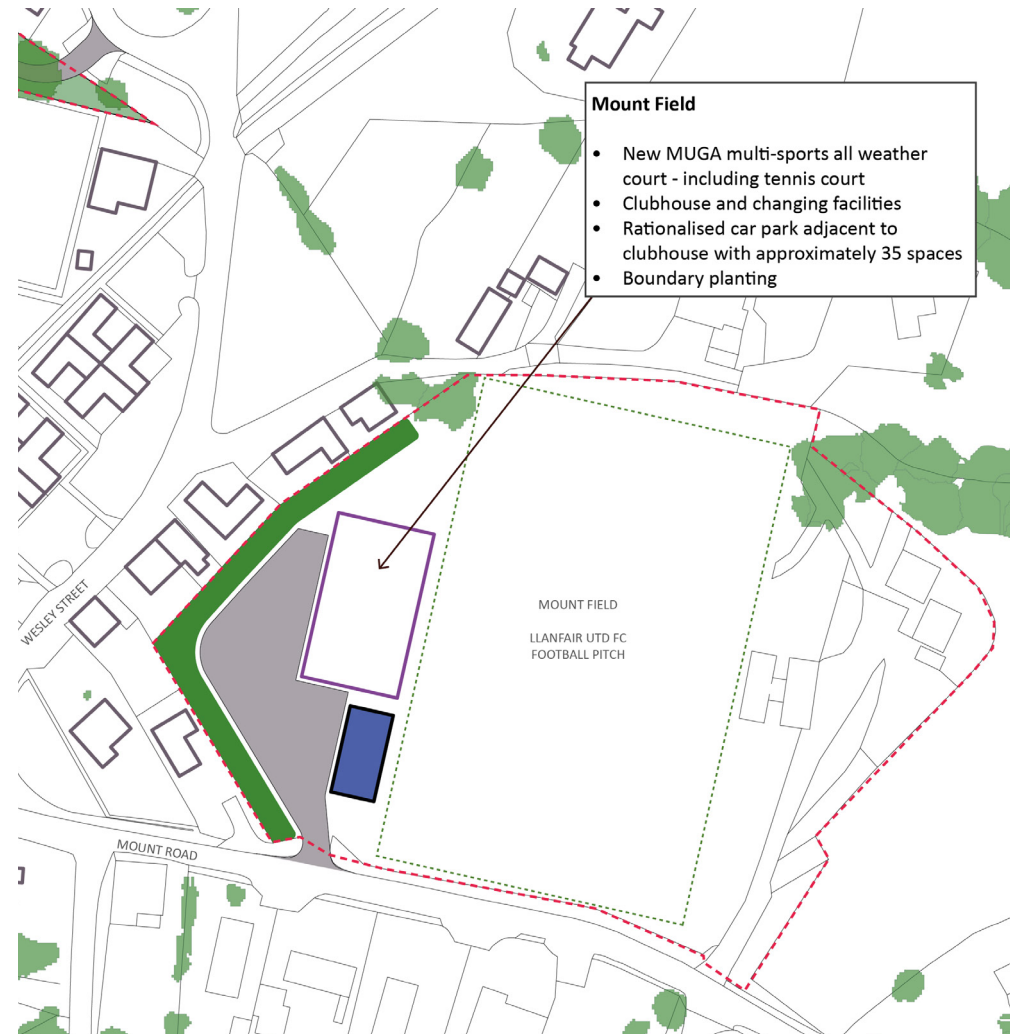 Mount Field
• New MUGA multi-sports all weather
court - including tennis court
• Clubhouse and changing facilities
• Rationalised car park adjacent to
clubhouse with approximately 35 spaces
• Boundary planting
WESLEY STREET
MOUNT FIELD
LLANFAIR UTD FC
FOOTBALL PITCH
MOUNT ROAD